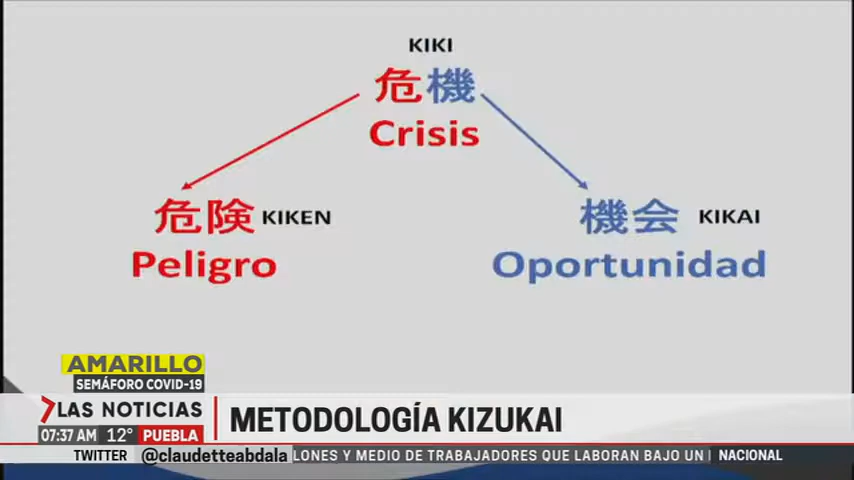 KIKI
危機
Crisis
危険 KIKEN
Peligro
機会 KIKAI
Oportunidad
AMARILLO
SEMÁFORO COVID-19
LAS NOTICIAS
METODOLOGÍA KIZUKAI
07:37 AM 12° PUEBLA
TWITTER @claudetteabdala LONES Y MEDIO DE TRABAJADORES QUE LABORAN BAJO UN NACIONAL